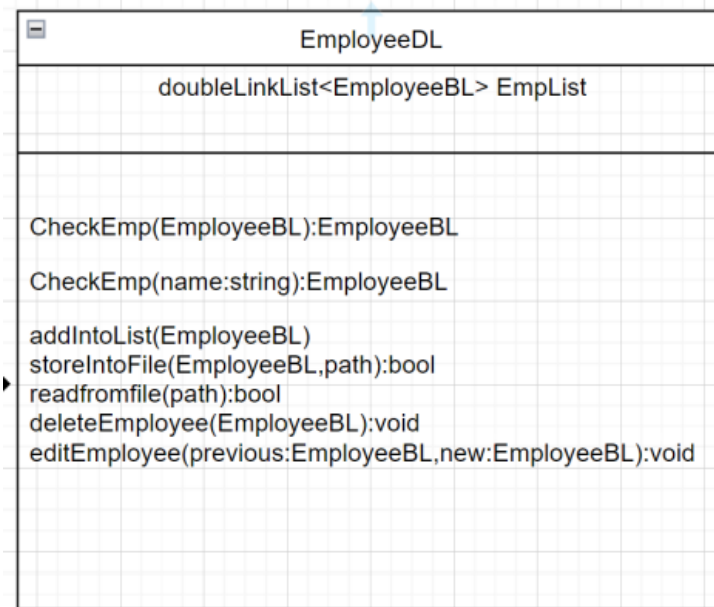 EmployeeDL
doubleLinkList<EmployeeBL> EmpList
CheckEmp(EmployeeBL):EmployeeBL
CheckEmp(name:string):EmployeeBL
addIntoList(EmployeeBL)
storeIntoFile(EmployeeBL,path):bool
readfromfile(path):bool
deleteEmployee(EmployeeBL):void
editEmployee(previous:EmployeeBL,new:EmployeeBL):void